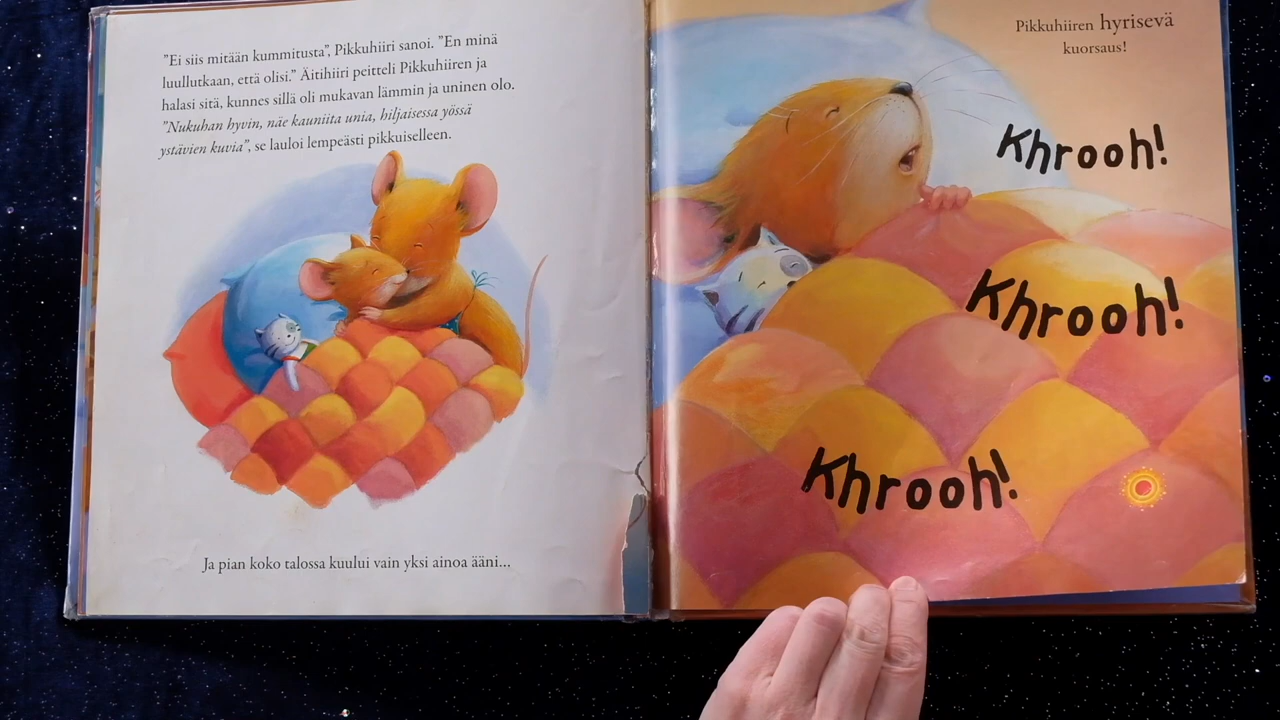 "Ei siis mitään kummitusta", Pikkuhiiri sanoi. "En minä
luullutkaan, että olisi." Äitihiiri peitteli Pikkuhiiren ja
halasi sitä, kunnes sillä oli mukavan lämmin ja uninen olo.
"Nukuhan hyvin, näe kauniita unia, hiljaisessa yössä
ystävien kuvia", se lauloi lempeästi pikkuiselleen.
Ja pian koko talossa kuului vain yksi ainoa ääni...
Pikkuhiiren hyrisevä
kuorsaus!
Khrooh!
Khrooh!
Khrooh!